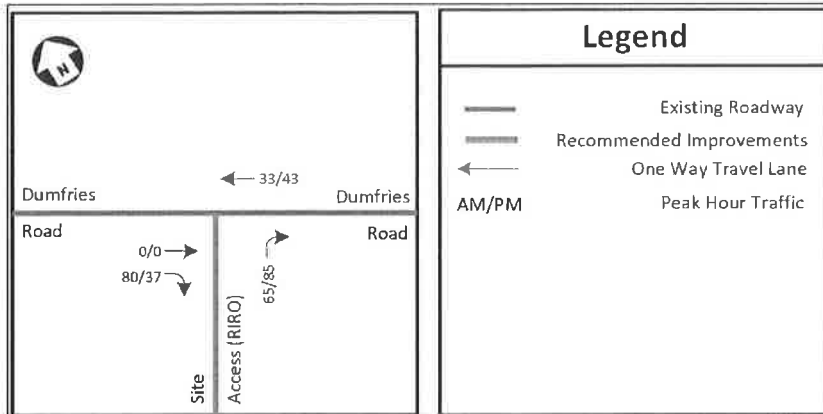 N
33/43
Dumfries
Dumfries
Road
Road
0/0
80/37
65/85
Site
Access (RIRO)
Legend
Existing Roadway
Recommended Improvements
One Way Travel Lane
AM/PM Peak Hour Traffic